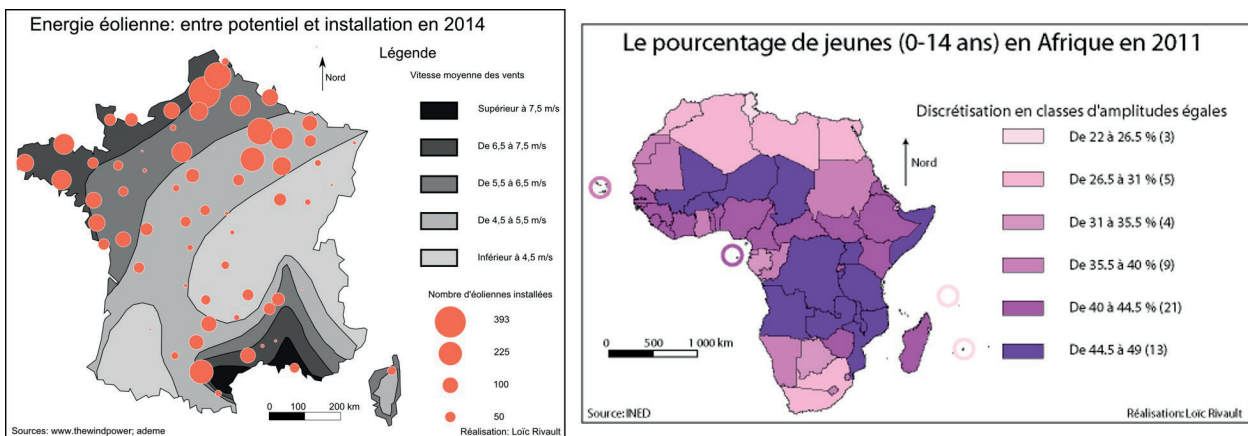 Energie éolienne: entre potentiel et installation en 2014
Légende
Nord
Vitesse moyenne des vents
Supérieur à 7,5 m/s
De 6,5 à 7,5 m/s
De 5,5 à 6,5 m/s
De 4,5 à 5,5 m/s
Inférieur à 4,5 m/s
Nombre d'éoliennes installées
393
225
100
50
0 100 200 km
Sources: www.thewindpower; ademe
Réalisation: Loïc Rivault
Le pourcentage de jeunes (0-14 ans) en Afrique en 2011
Discrétisation en classes d'amplitudes égales
Nord
De 22 à 26.5 % (3)
De 26.5 à 31 % (5)
De 31 à 35.5 % (4)
De 35.5 à 40 % (9)
De 40 à 44.5 % (21)
De 44.5 à 49 (13)
0 500 1 000 km
Source: INED
Réalisation: Loïc Rivault